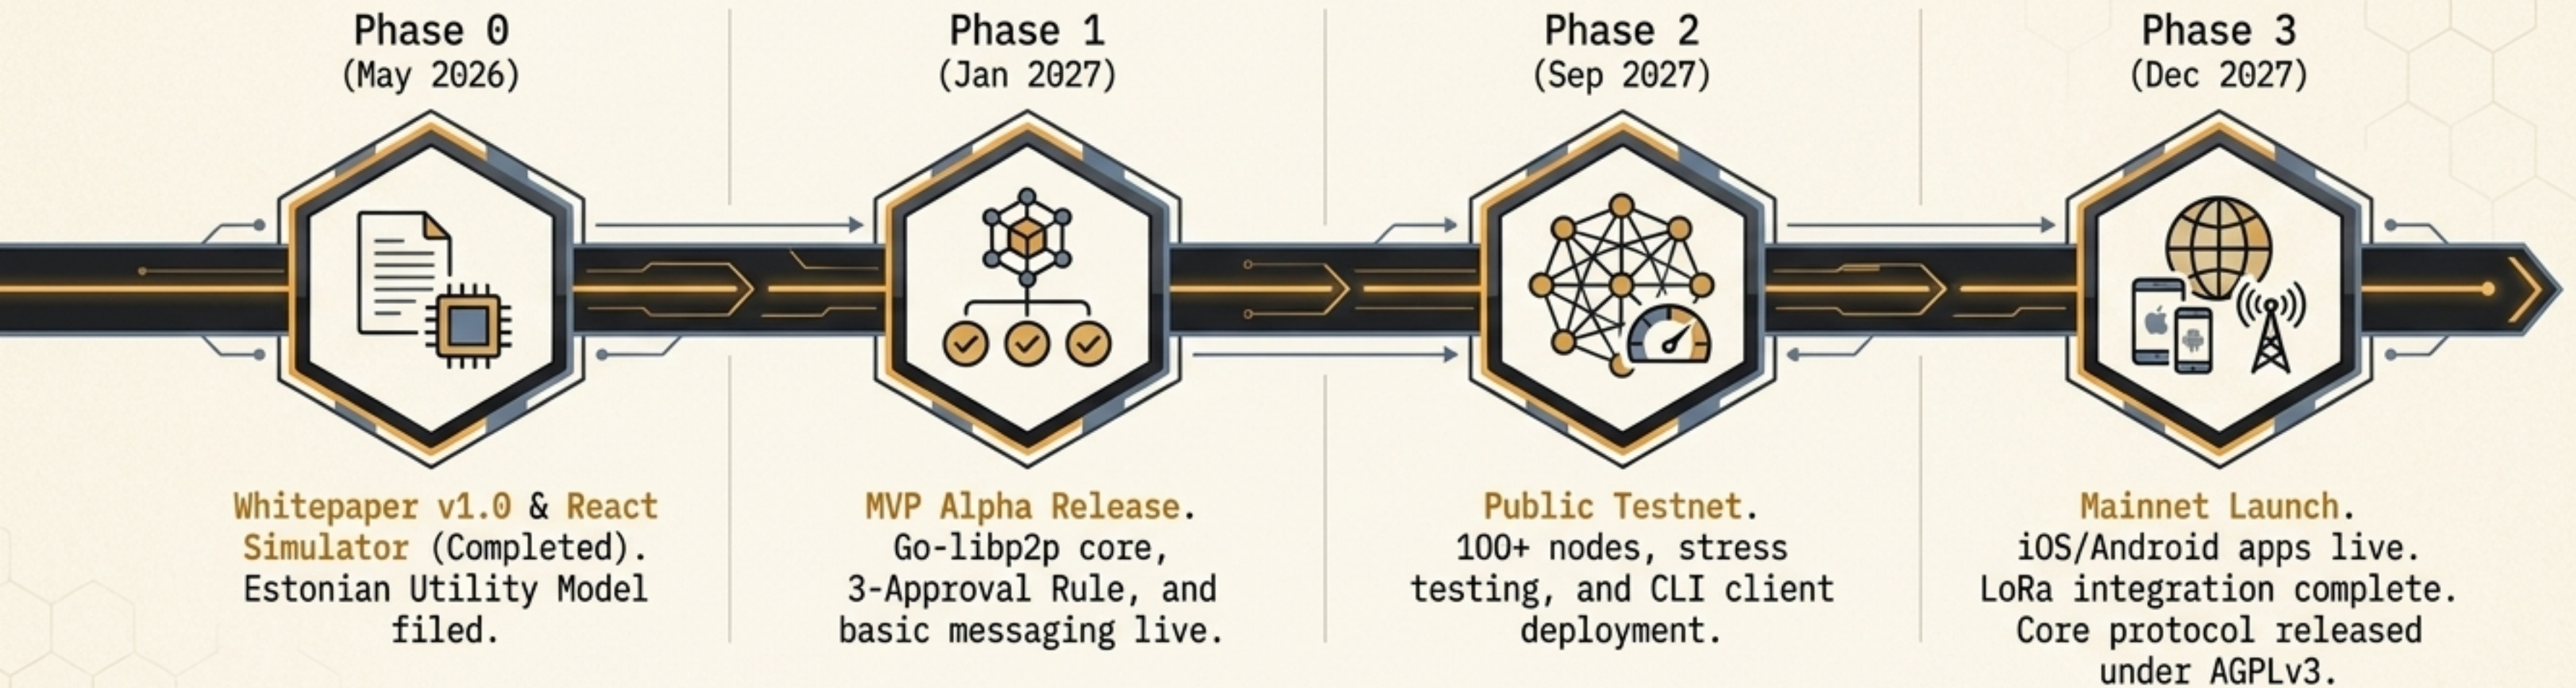 Phase 0
(May 2026)
Whitepaper v1.0 & React
Simulator (Completed).
Estonian Utility Model
filed.
Phase 1
(Jan 2027)
MVP Alpha Release.
Go-libp2p core,
3-Approval Rule, and
basic messaging live.
Phase 2
(Sep 2027)
Public Testnet.
100+ nodes, stress
testing, and CLI client
deployment.
Phase 3
(Dec 2027)
Mainnet Launch.
iOS/Android apps live.
LoRa integration complete.
Core protocol released
under AGPLv3.